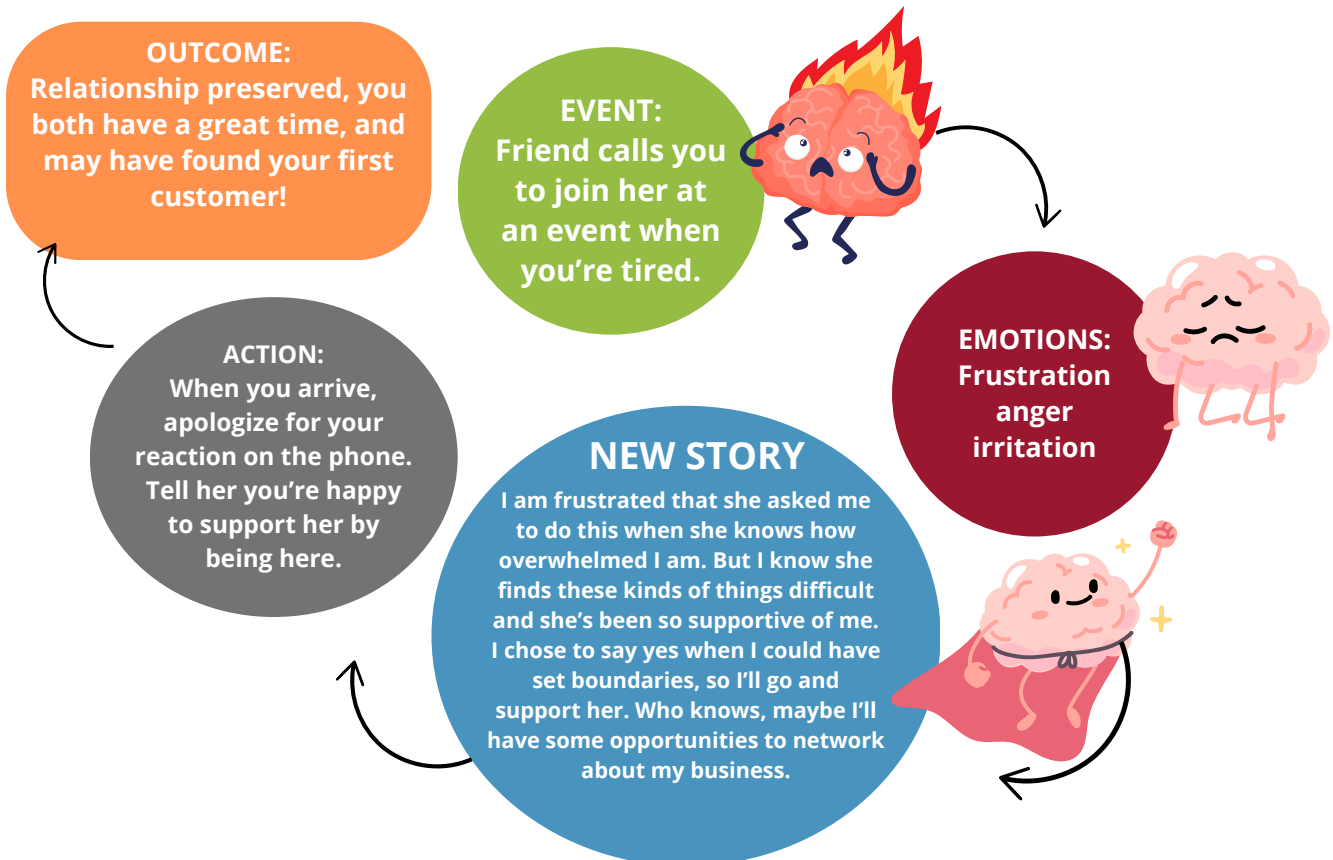 EVENT:
Friend calls you
to join her at
an event when
you’re tired.
EMOTIONS:
Frustration
anger
irritation
NEW STORY
I am frustrated that she asked me
to do this when she knows how
overwhelmed I am. But I know she
finds these kinds of things difficult
and she’s been so supportive of me.
I chose to say yes when I could have
set boundaries, so I’ll go and
support her. Who knows, maybe I’ll
have some opportunities to network
about my business.
ACTION:
When you arrive,
apologize for your
reaction on the phone.
Tell her you’re happy
to support her by
being here.
OUTCOME:
Relationship preserved, you
both have a great time, and
may have found your first
customer!